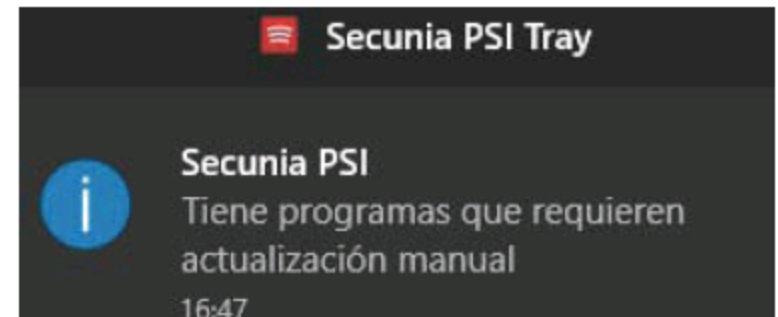 Secunia PSI Tray
Secunia PSI
Tiene programas que requieren
actualización manual
16:47